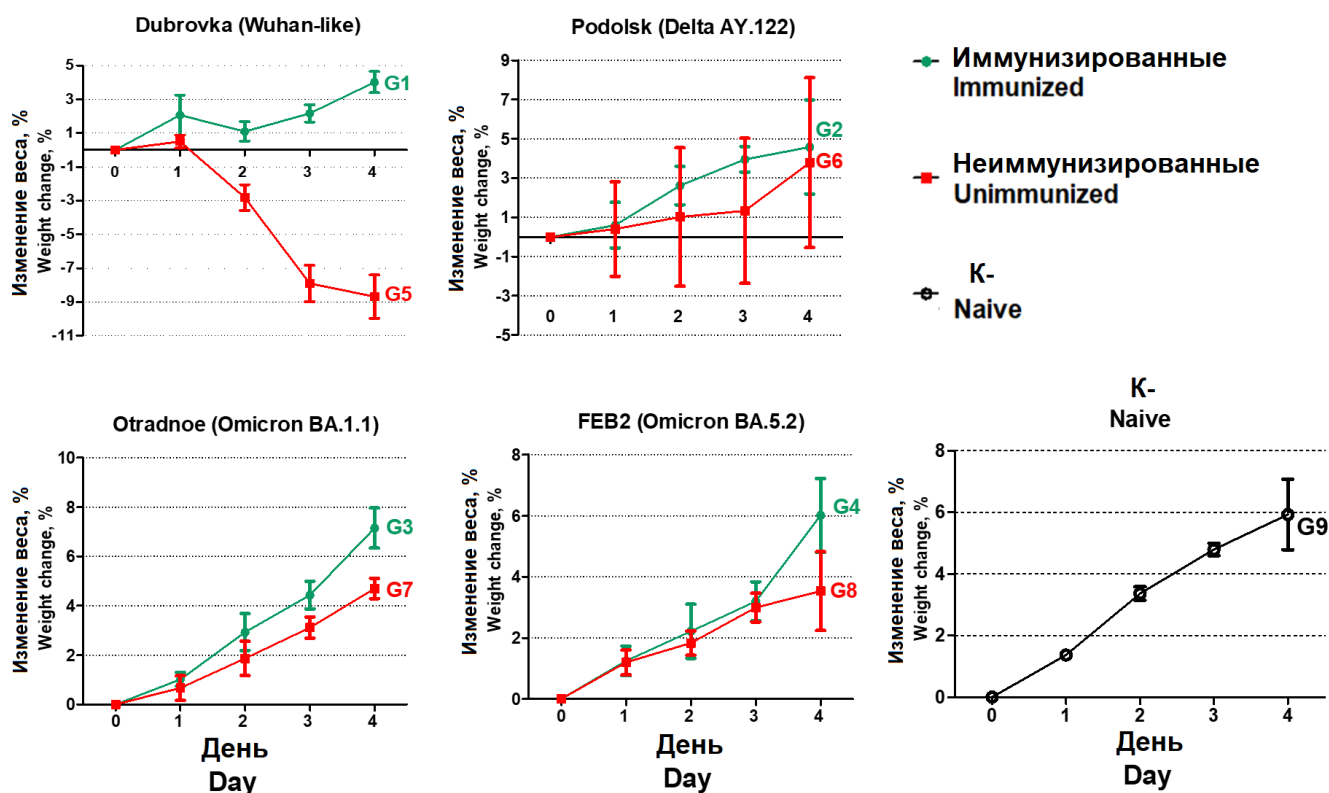 Dubrovka (Wuhan-like)
Изменение веса, %
Weight change, %
5
3
1
-1
-3
-5
-7
-9
-11
0
1
2
3
4
G1
G5
Podolsk (Delta AY.122)
Изменение веса, %
Weight change, %
9
7
5
3
1
-1
-3
-5
0
1
2
3
4
G2
G6
Иммунизированные
Immunized
Неиммунизированные
Unimmunized
К-
Naive
Otradnoe (Omicron BA.1.1)
Изменение веса, %
Weight change, %
10
8
6
4
2
0
0
1
2
3
4
G3
G7
День
Day
FEB2 (Omicron BA.5.2)
Изменение веса, %
Weight change, %
8
6
4
2
0
0
1
2
3
4
G4
G8
День
Day
К-
Naive
Изменение веса, %
Weight change, %
8
6
4
2
0
0
1
2
3
4
G9
День
Day